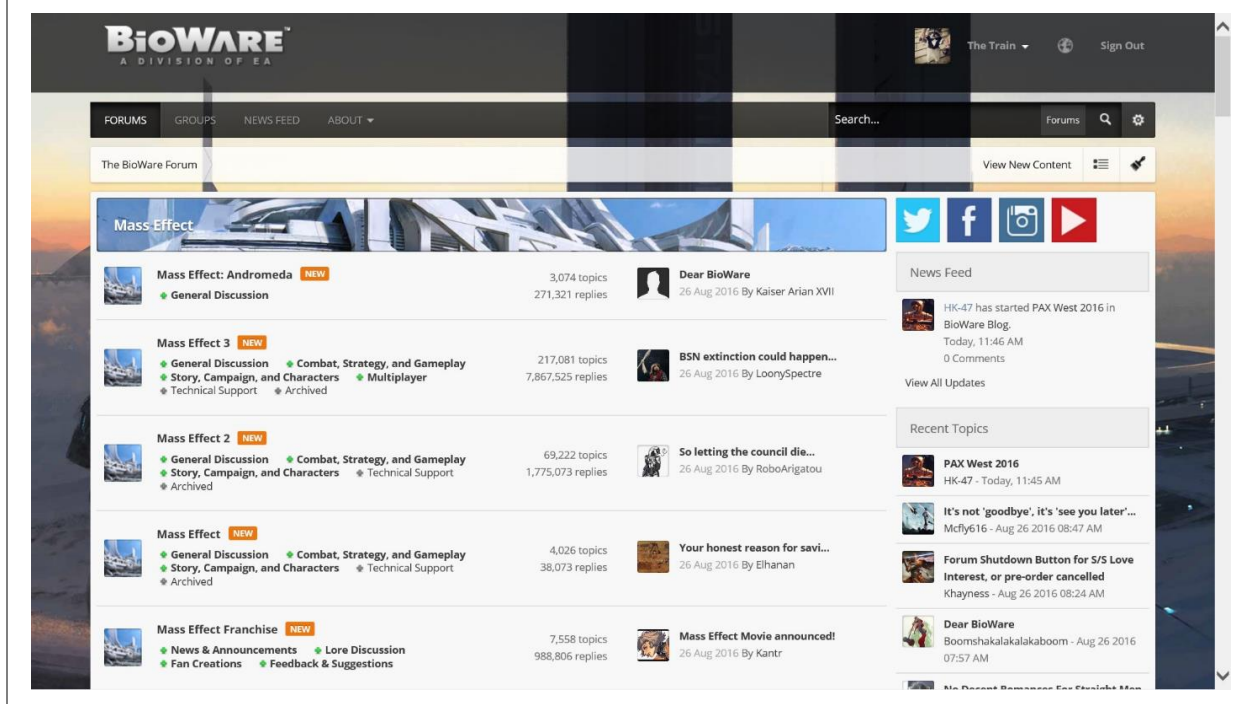 BIOWARE™
A DIVISION OF EA
The Train
Sign Out
FORUMS GROUPS NEWS FEED ABOUT
Search...
Forums
The BioWare Forum
View New Content
Mass Effect
Mass Effect: Andromeda NEW
General Discussion
3,074 topics
271,321 replies
Dear BioWare
26 Aug 2016 By Kaiser Arian XVII
Mass Effect 3 NEW
General Discussion Combat, Strategy, and Gameplay
Story, Campaign, and Characters Multiplayer
Technical Support Archived
217,081 topics
7,867,525 replies
BSN extinction could happen...
26 Aug 2016 By LoonySpectre
Mass Effect 2 NEW
General Discussion Combat, Strategy, and Gameplay
Story, Campaign, and Characters Technical Support
Archived
69,222 topics
1,775,073 replies
So letting the council die...
26 Aug 2016 By RoboArigatou
Mass Effect NEW
General Discussion Combat, Strategy, and Gameplay
Story, Campaign, and Characters Technical Support
Archived
4,026 topics
38,073 replies
Your honest reason for savi...
26 Aug 2016 By Elhanan
Mass Effect Franchise NEW
News & Announcements Lore Discussion
Fan Creations Feedback & Suggestions
7,558 topics
988,806 replies
Mass Effect Movie announced!
26 Aug 2016 By Kantr
News Feed
HK-47 has started PAX West 2016 in
BioWare Blog.
Today, 11:46 AM
0 Comments
View All Updates
Recent Topics
PAX West 2016
HK-47 - Today, 11:45 AM
It's not 'goodbye', it's 'see you later'...
Mcfly616 - Aug 26 2016 08:47 AM
Forum Shutdown Button for S/S Love
Interest, or pre-order cancelled
Khayness - Aug 26 2016 08:24 AM
Dear BioWare
Boomshakalakalakaboom - Aug 26 2016
07:57 AM
No Decent Romances For Straight Men